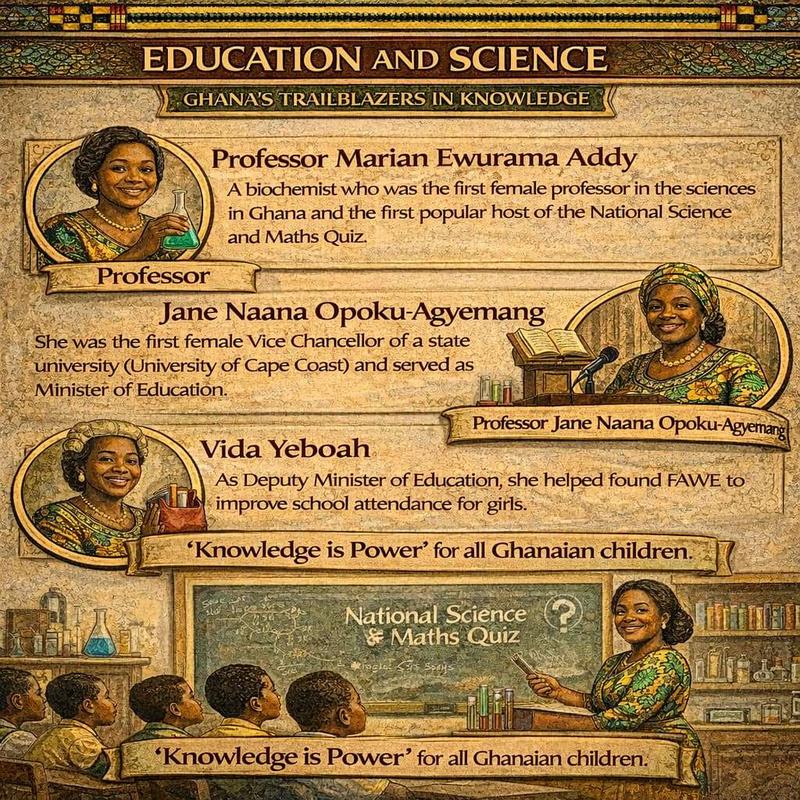 EDUCATION AND SCIENCE
GHANA'S TRAILBLAZERS IN KNOWLEDGE
Professor Marian Ewurama Addy
A biochemist who was the first female professor in the sciences
in Ghana and the first popular host of the National Science
and Maths Quiz.
Professor
Jane Naana Opoku-Agyemang
She was the first female Vice Chancellor of a state
university (University of Cape Coast) and served as
Minister of Education.
Professor Jane Naana Opoku-Agyemang
Vida Yeboah
As Deputy Minister of Education, she helped found FAWE to
improve school attendance for girls.
'Knowledge is Power' for all Ghanaian children.
National Science
& Maths Quiz
?
'Knowledge is Power' for all Ghanaian children.